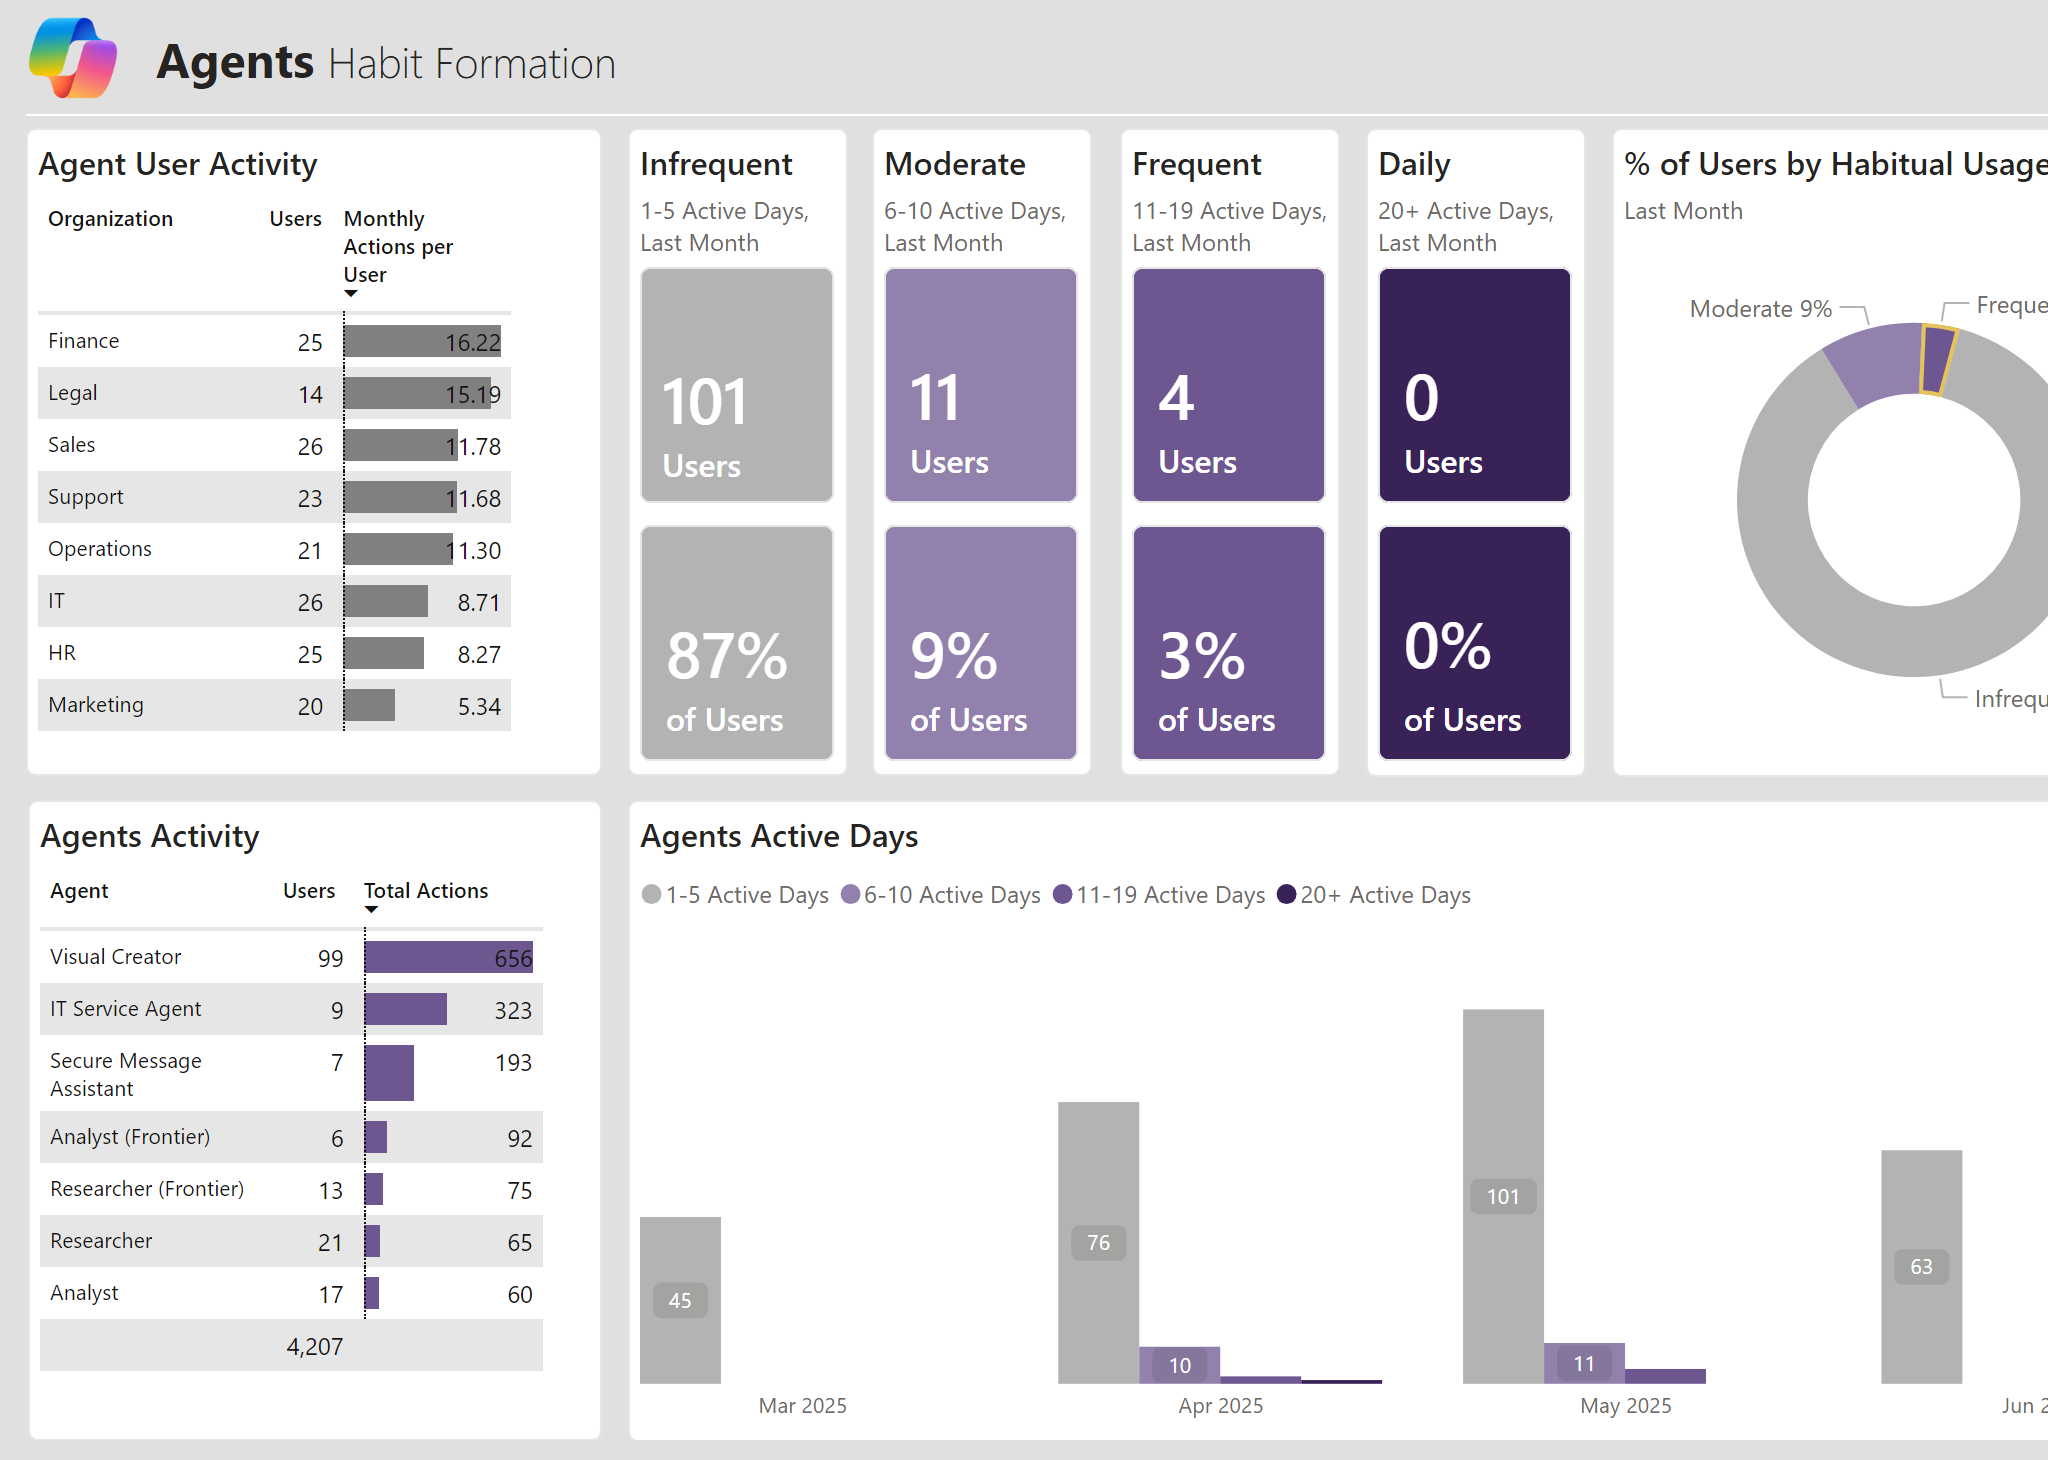 Agents Habit Formation
Agent User Activity
Organization Users Monthly Actions per User
Finance 25 16.22
Legal 14 15.19
Sales 26 11.78
Support 23 11.68
Operations 21 11.30
IT 26 8.71
HR 25 8.27
Marketing 20 5.34
Infrequent
1-5 Active Days,
Last Month
101
Users
87%
of Users
Moderate
6-10 Active Days,
Last Month
11
Users
9%
of Users
Frequent
11-19 Active Days,
Last Month
4
Users
3%
of Users
Daily
20+ Active Days,
Last Month
0
Users
0%
of Users
% of Users by Habitual Usage
Last Month
Moderate 9%
Freque
Infrequ
Agents Activity
Agent Users Total Actions
Visual Creator 99 656
IT Service Agent 9 323
Secure Message Assistant 7 193
Analyst (Frontier) 6 92
Researcher (Frontier) 13 75
Researcher 21 65
Analyst 17 60
4,207
Agents Active Days
1-5 Active Days 6-10 Active Days 11-19 Active Days 20+ Active Days
45
76
10
101
11
63
Mar 2025
Apr 2025
May 2025
Jun 2